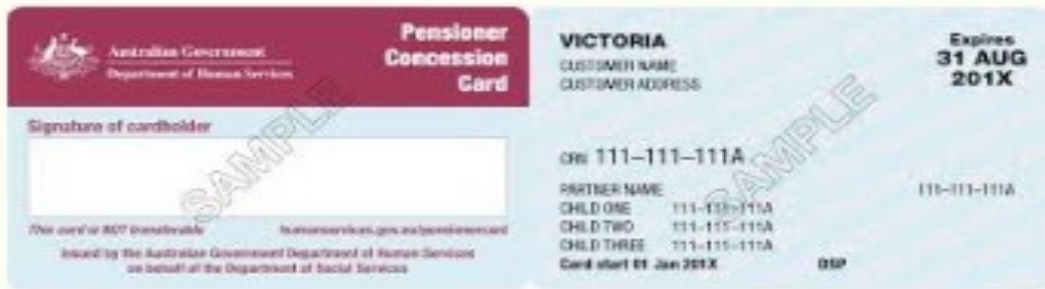 Australian Government
Department of Human Services
Pensioner
Concession
Card
Signature of cardholder
SAMPLE
This card is NOT transferable
humanservices.gov.au/pensionercard
Issued by the Australian Government Department of Human Services
on behalf of the Department of Social Services
VICTORIA
CUSTOMER NAME
CUSTOMER ADDRESS
Expires
31 AUG
201X
CRN 111-111-111A
SAMPLE
PARTNER NAME 111-111-111A
CHILD ONE 111-111-111A
CHILD TWO 111-111-111A
CHILD THREE 111-111-111A
Card start 01 Jan 201X DSP